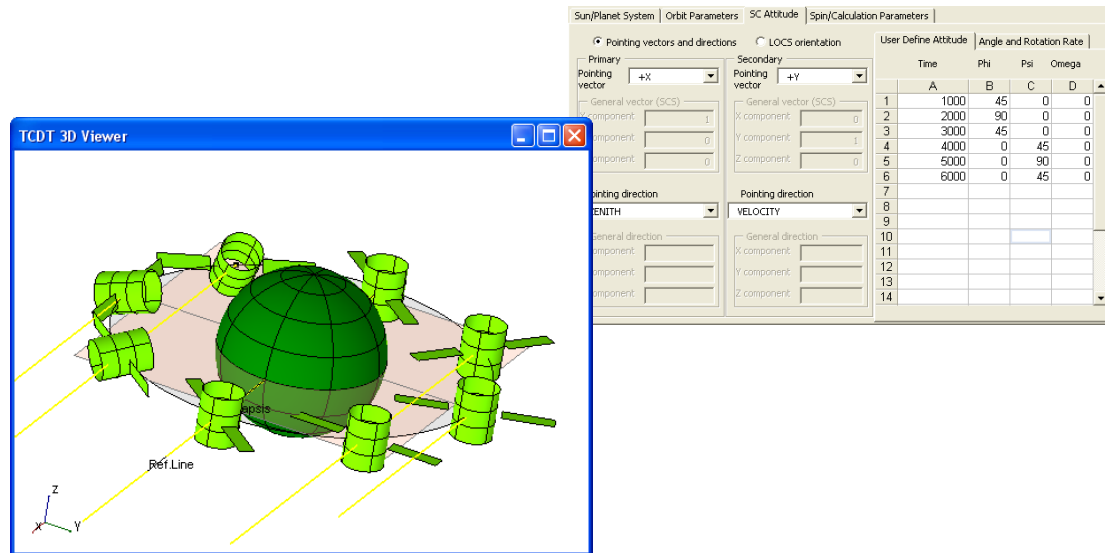 Sun/Planet System Orbit Parameters SC Attitude Spin/Calculation Parameters
Pointing vectors and directions LOCS orientation
User Define Attitude Angle and Rotation Rate
Primary Secondary
Time Phi Psi Omega
Pointing vector +X Pointing vector +Y
A B C D
General vector (SCS) General vector (SCS)
1 1000 45 0 0
component 1 X component 0
2 2000 90 0 0
3 3000 45 0 0
component 0 Y component 1
4 4000 0 45 0
component 0 Z component 0
5 5000 0 90 0
6 6000 0 45 0
7
Pointing direction
8
VELOCITY
9
General direction General direction
10
component X component
11
component Y component
12
13
component Z component
14
TCDT 3D Viewer
apsis
Ref.Line
Z
X Y